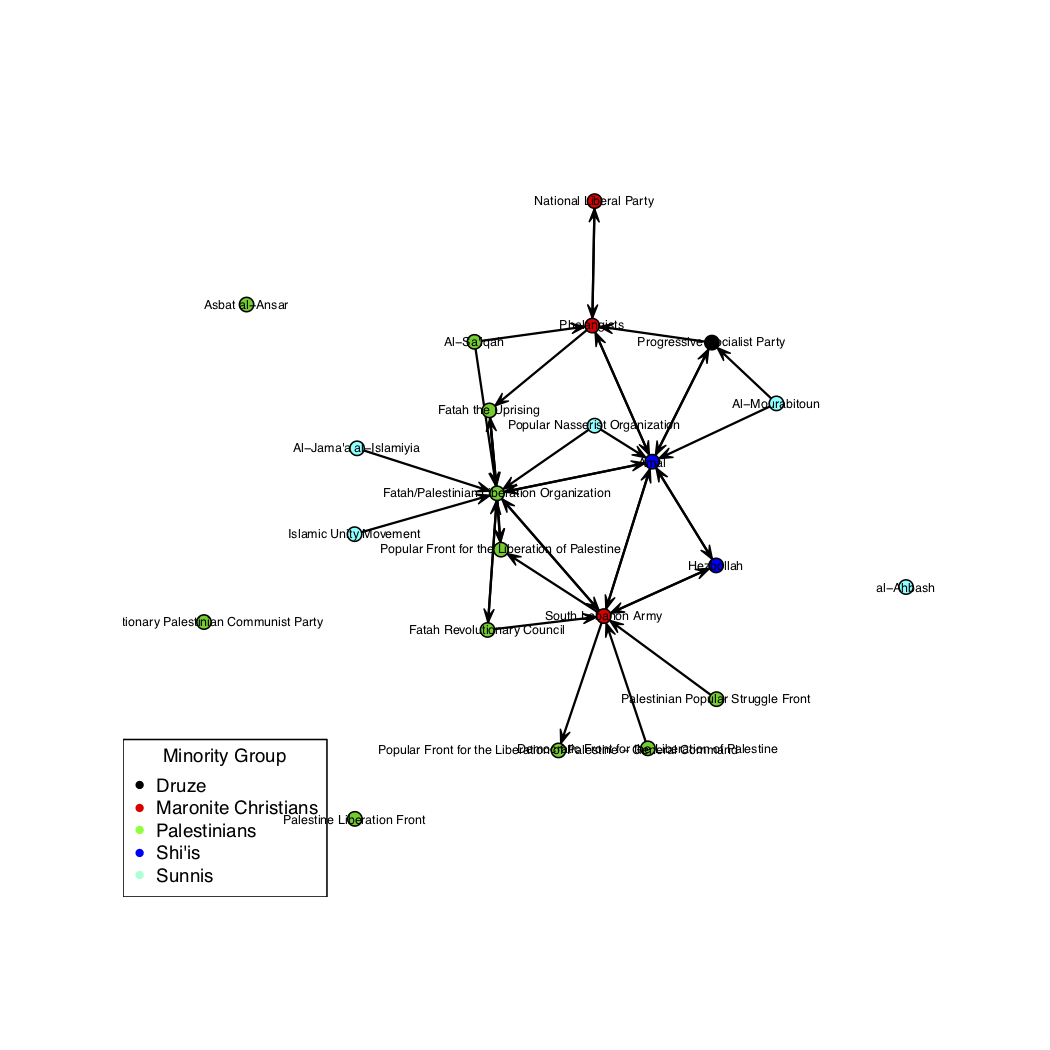 National Liberal Party
Asbat al-Ansar
Phalangists
Al-Sa'iqah
Progressive Socialist Party
Al-Mourabitoun
Fatah the Uprising
Popular Nasserist Organization
Al-Jama'a al-Islamiyia
Amal
Fatah/Palestinian Liberation Organization
Islamic Unity Movement
Popular Front for the Liberation of Palestine
Hezbollah
al-Ahbash
South Lebanon Army
tionary Palestinian Communist Party
Fatah Revolutionary Council
Palestinian Popular Struggle Front
Popular Front for the Liberation of Palestine - General Command
Democratic Front for the Liberation of Palestine
Minority Group
Druze
Maronite Christians
Palestinians
Shi'is
Sunnis
Palestine Liberation Front